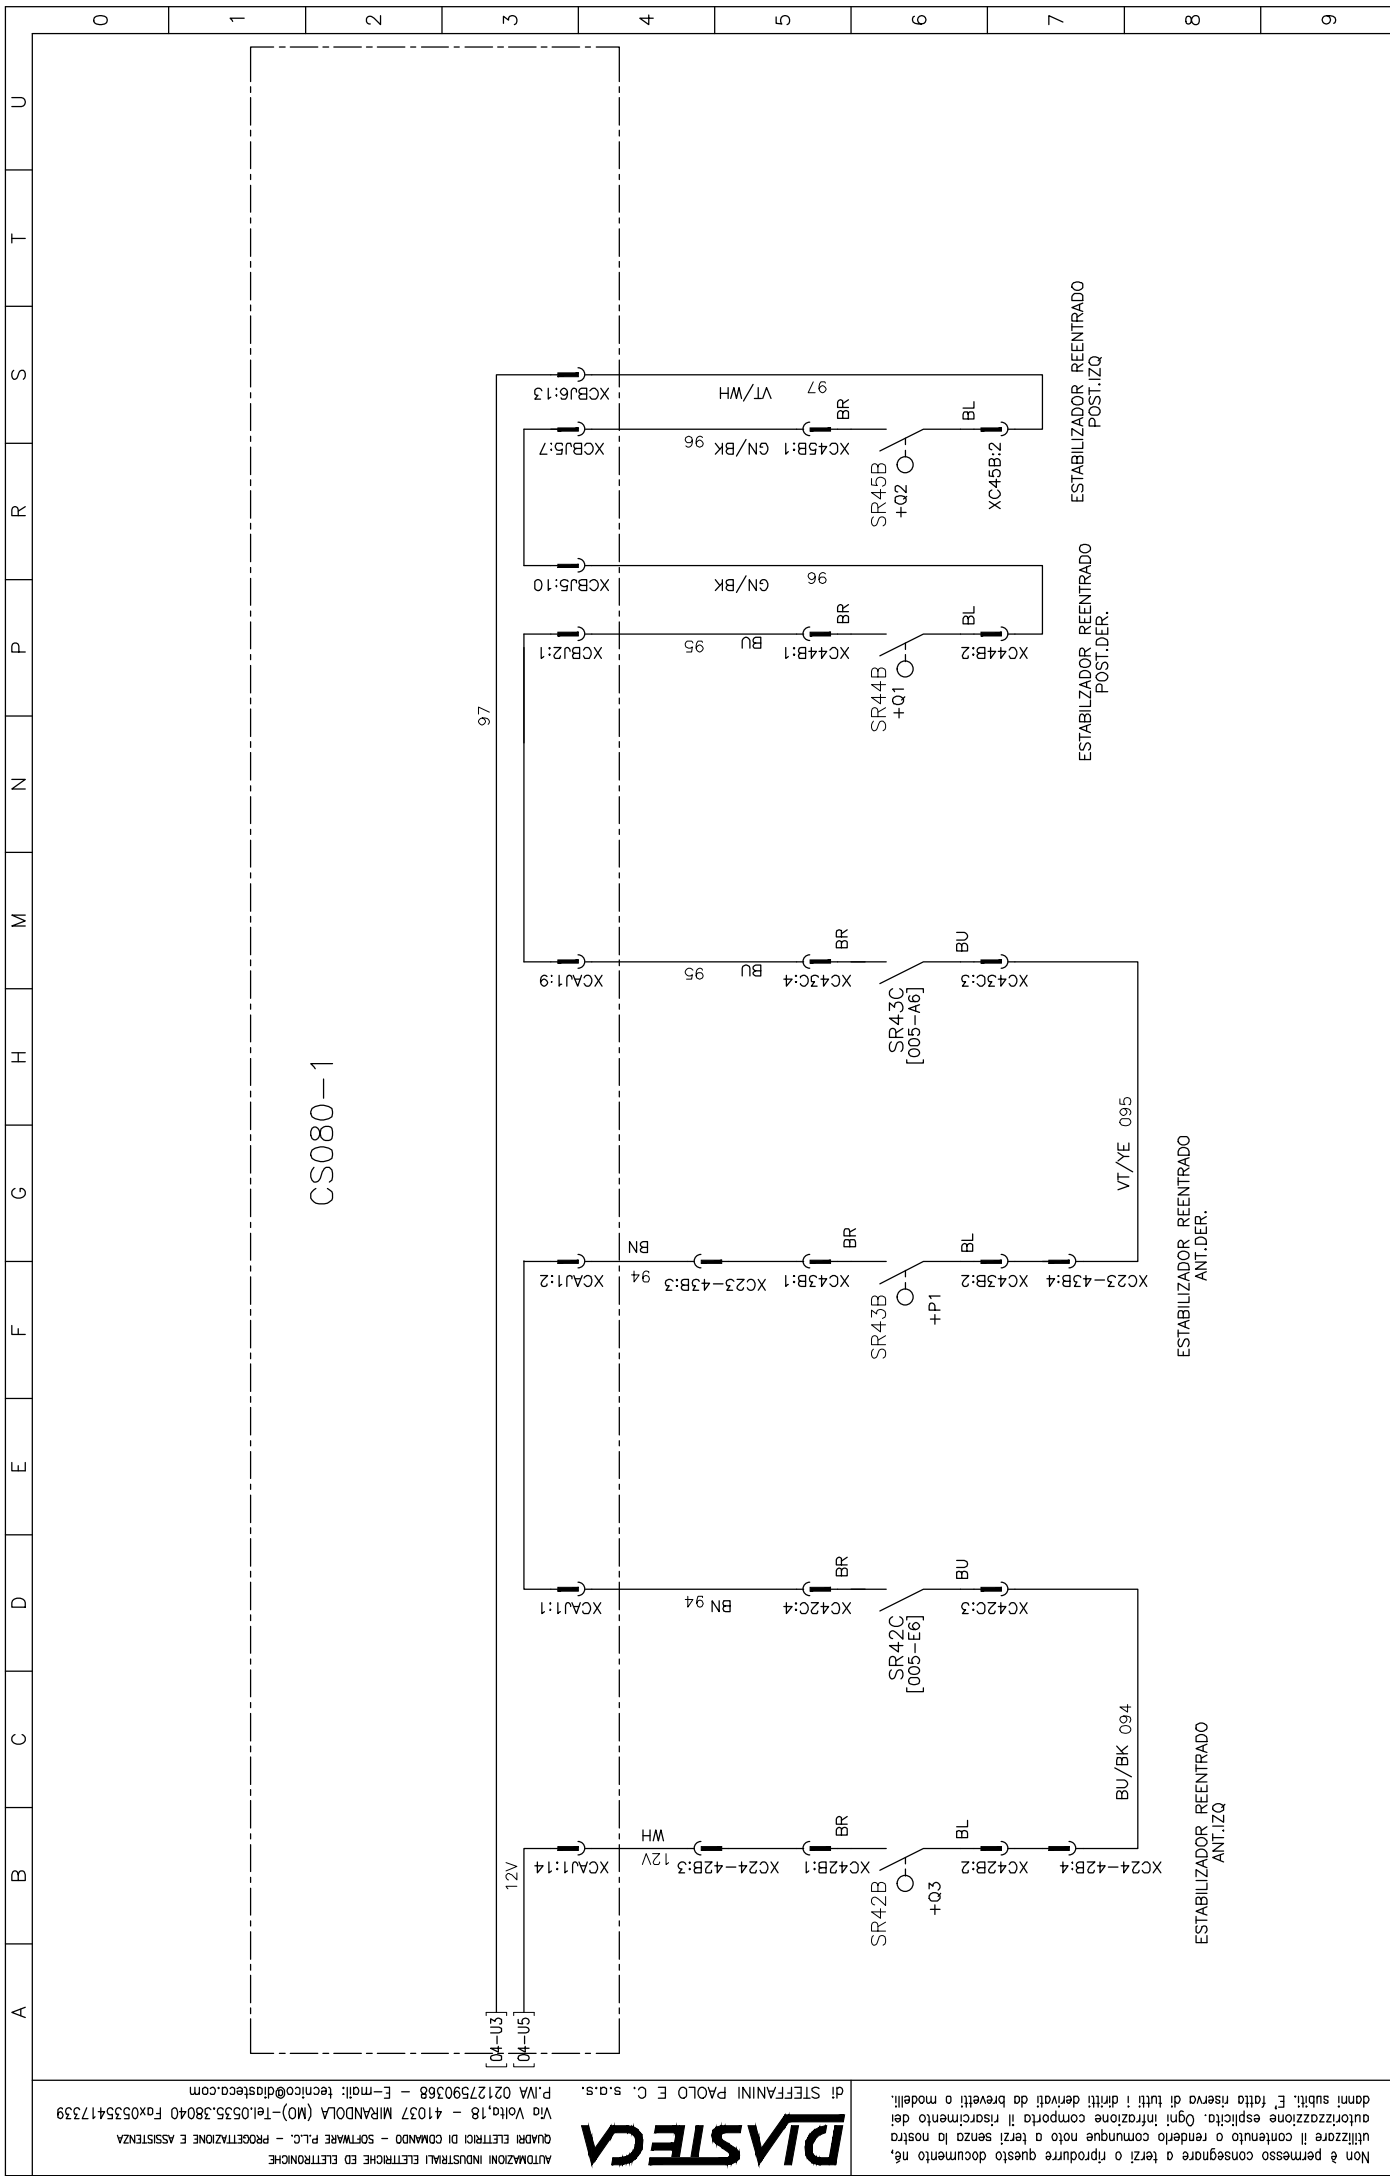 0 1 2 3 4 5 6 7 8 9
A B C D E F G H M N P R S T U
CS080-1
[04-U3]
[04-U5]
97
12V
XCAJ1:14
WH
12V
XC24-42B:3
XC42B:1
BR
SR42B
+Q3
BL
XC42B:2
XC24-42B:4
BU/BK 094
ESTABILIZADOR REENTRADO
ANT.IZQ
XCAJ1:1
BN 94
XC42C:4
BR
SR42C
[005-E6]
BU
XC42C:3
XCAJ1:2
BN
94
XC23-43B:3
XC43B:1
BR
SR43B
+P1
BL
XC43B:2
XC23-43B:4
VT/YE 095
ESTABILIZADOR REENTRADO
ANT.DER.
XCAJ1:9
95
BU
XC43C:4
BR
SR43C
[005-A6]
BU
XC43C:3
XCBJ2:1
95
BU
XC44B:1
BR
SR44B
+Q1
BL
XC44B:2
XCBJ5:10
GN/BK
96
ESTABILZADOR REENTRADO
POST.DER.
XCBJ5:7
96
GN/BK
XC45B:1
BR
SR45B
+Q2
BL
XC45B:2
XCBJ6:13
VT/WH
97
ESTABILIZADOR REENTRADO
POST.IZQ
DIASTECA
di STEFFANINI PAOLO E C. s.a.s.
AUTOMAZIONI INDUSTRIALI ELETTRICHE ED ELETTRONICHE
QUADRI ELETTRICI DI COMANDO - SOFTWARE P.L.C. - PROGETTAZIONE E ASSISTENZA
Via Volta,18 - 41037 MIRANDOLA (MO)-Tel.0535.38040 Fax0535417339
P.IVA 02127590368 - E-mail: tecnico@diasteca.com
Non è permesso consegnare a terzi o riprodurre questo documento né,
utilizzare il contenuto o renderlo comunque noto a terzi senza la nostra
autorizzazzione esplicita. Ogni infrazione comporta il risarcimento dei
danni subiti. E' fatta riserva di tutti i diritti derivati da brevetti o modelli.